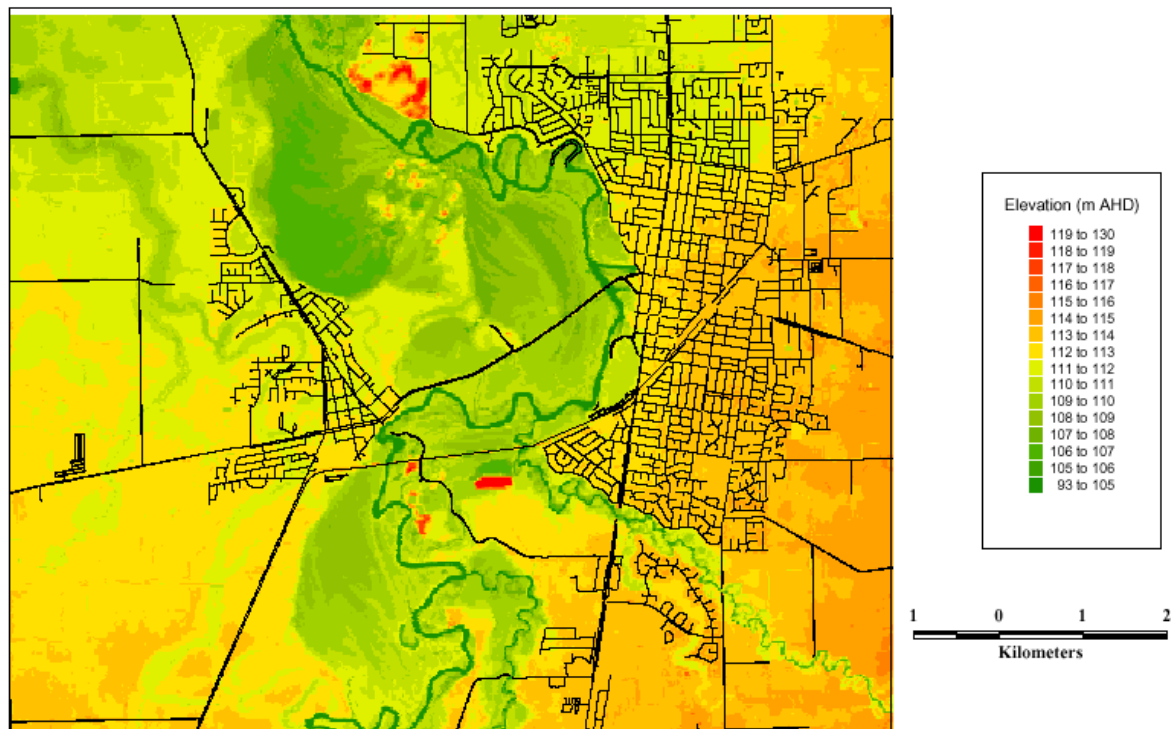 Elevation (m AHD)
119 to 130
118 to 119
117 to 118
116 to 117
115 to 116
114 to 115
113 to 114
112 to 113
111 to 112
110 to 111
109 to 110
108 to 109
107 to 108
106 to 107
105 to 106
93 to 105
1 0 1 2
Kilometers